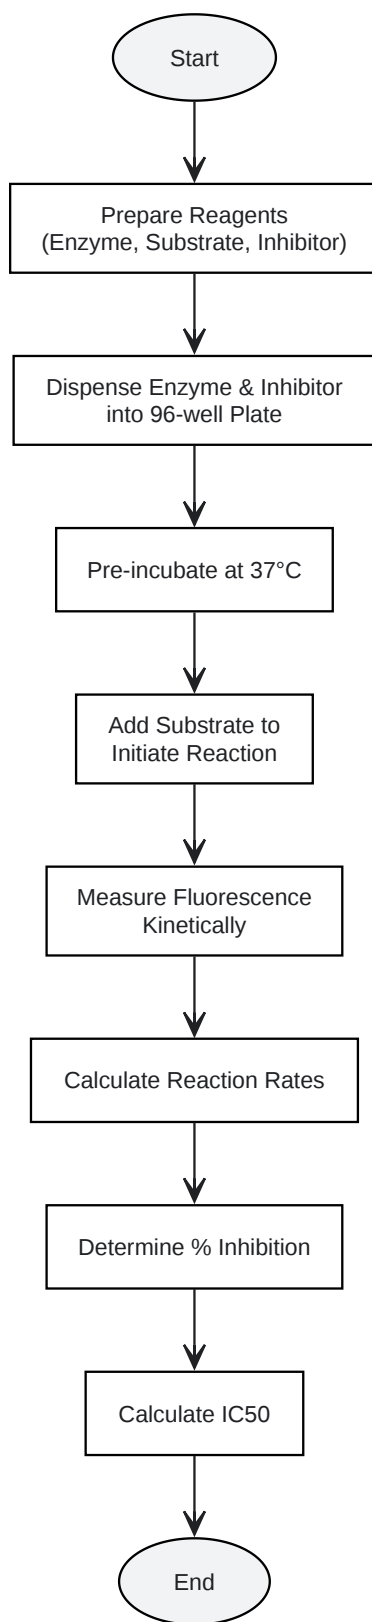 Start
Prepare Reagents
(Enzyme, Substrate, Inhibitor)
Dispense Enzyme & Inhibitor
into 96-well Plate
Pre-incubate at 37°C
Add Substrate to
Initiate Reaction
Measure Fluorescence
Kinetically
Calculate Reaction Rates
Determine % Inhibition
Calculate IC50
End